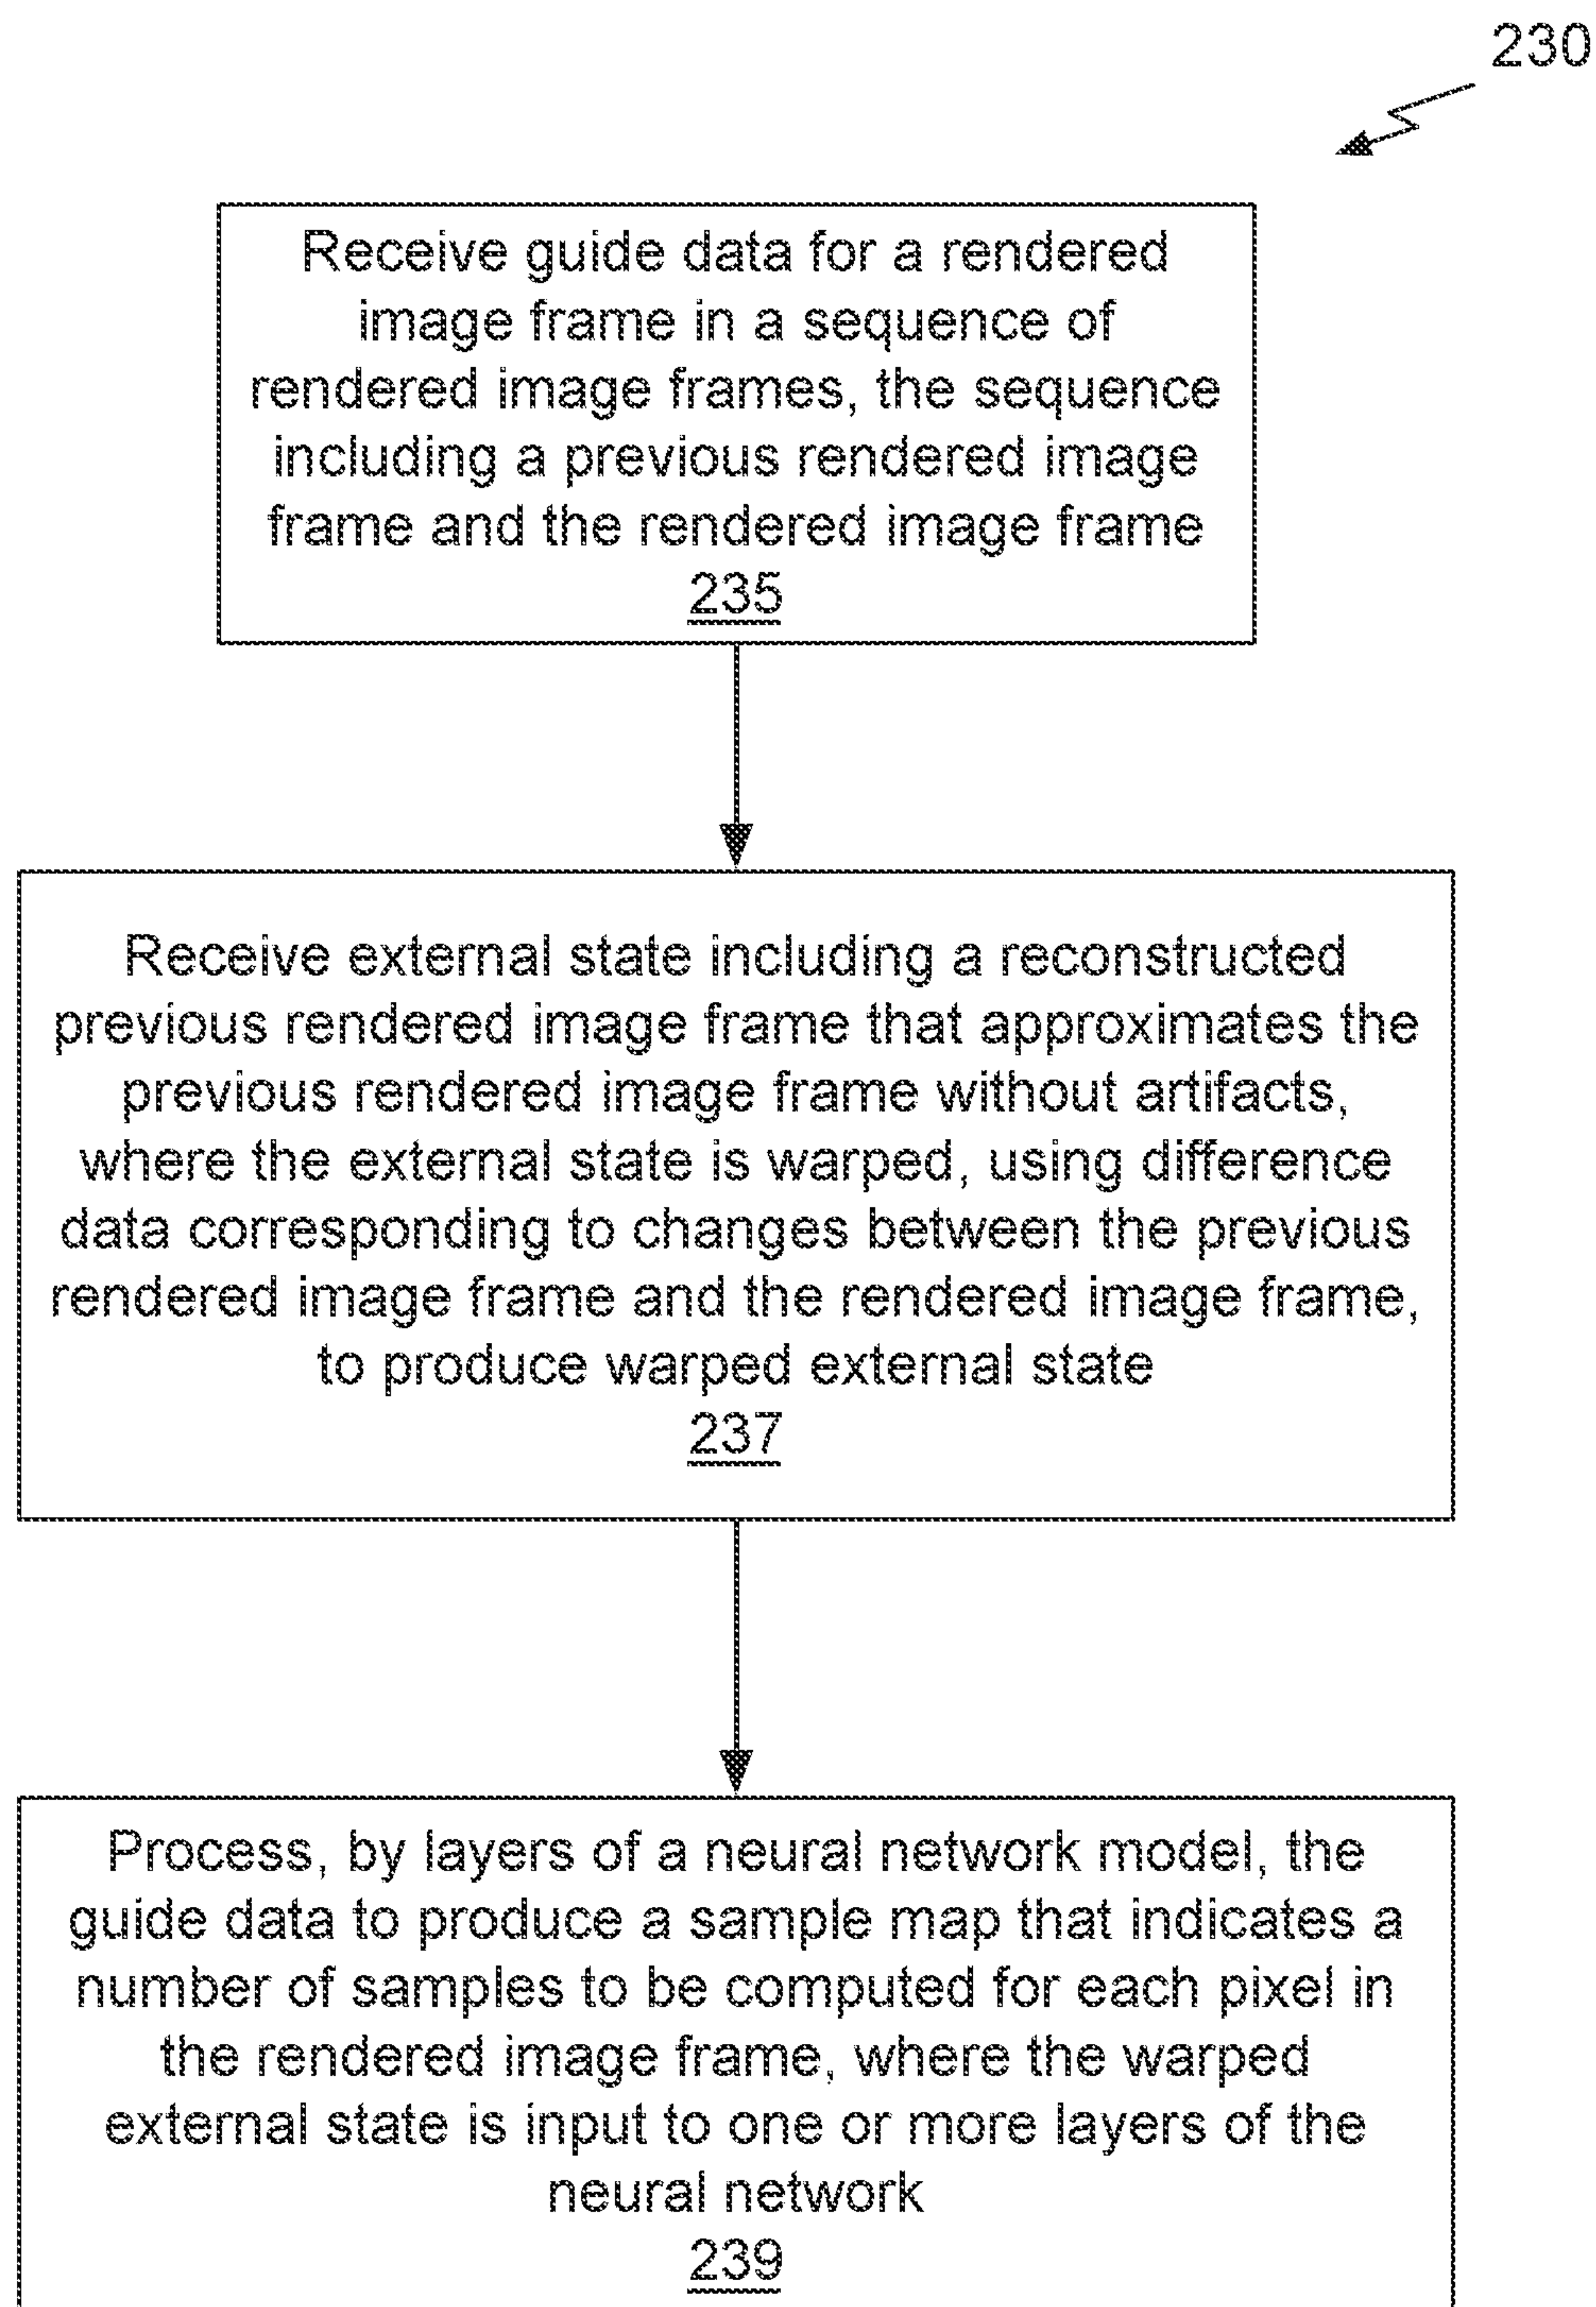 230
Receive guide data for a rendered
image frame in a sequence of
rendered image frames, the sequence
including a previous rendered image
frame and the rendered image frame
235
Receive external state including a reconstructed
previous rendered image frame that approximates the
previous rendered image frame without artifacts,
where the external state is warped, using difference
data corresponding to changes between the previous
rendered image frame and the rendered image frame,
to produce warped external state
237
Process, by layers of a neural network model, the
guide data to produce a sample map that indicates a
number of samples to be computed for each pixel in
the rendered image frame, where the warped
external state is input to one or more layers of the
neural network
239